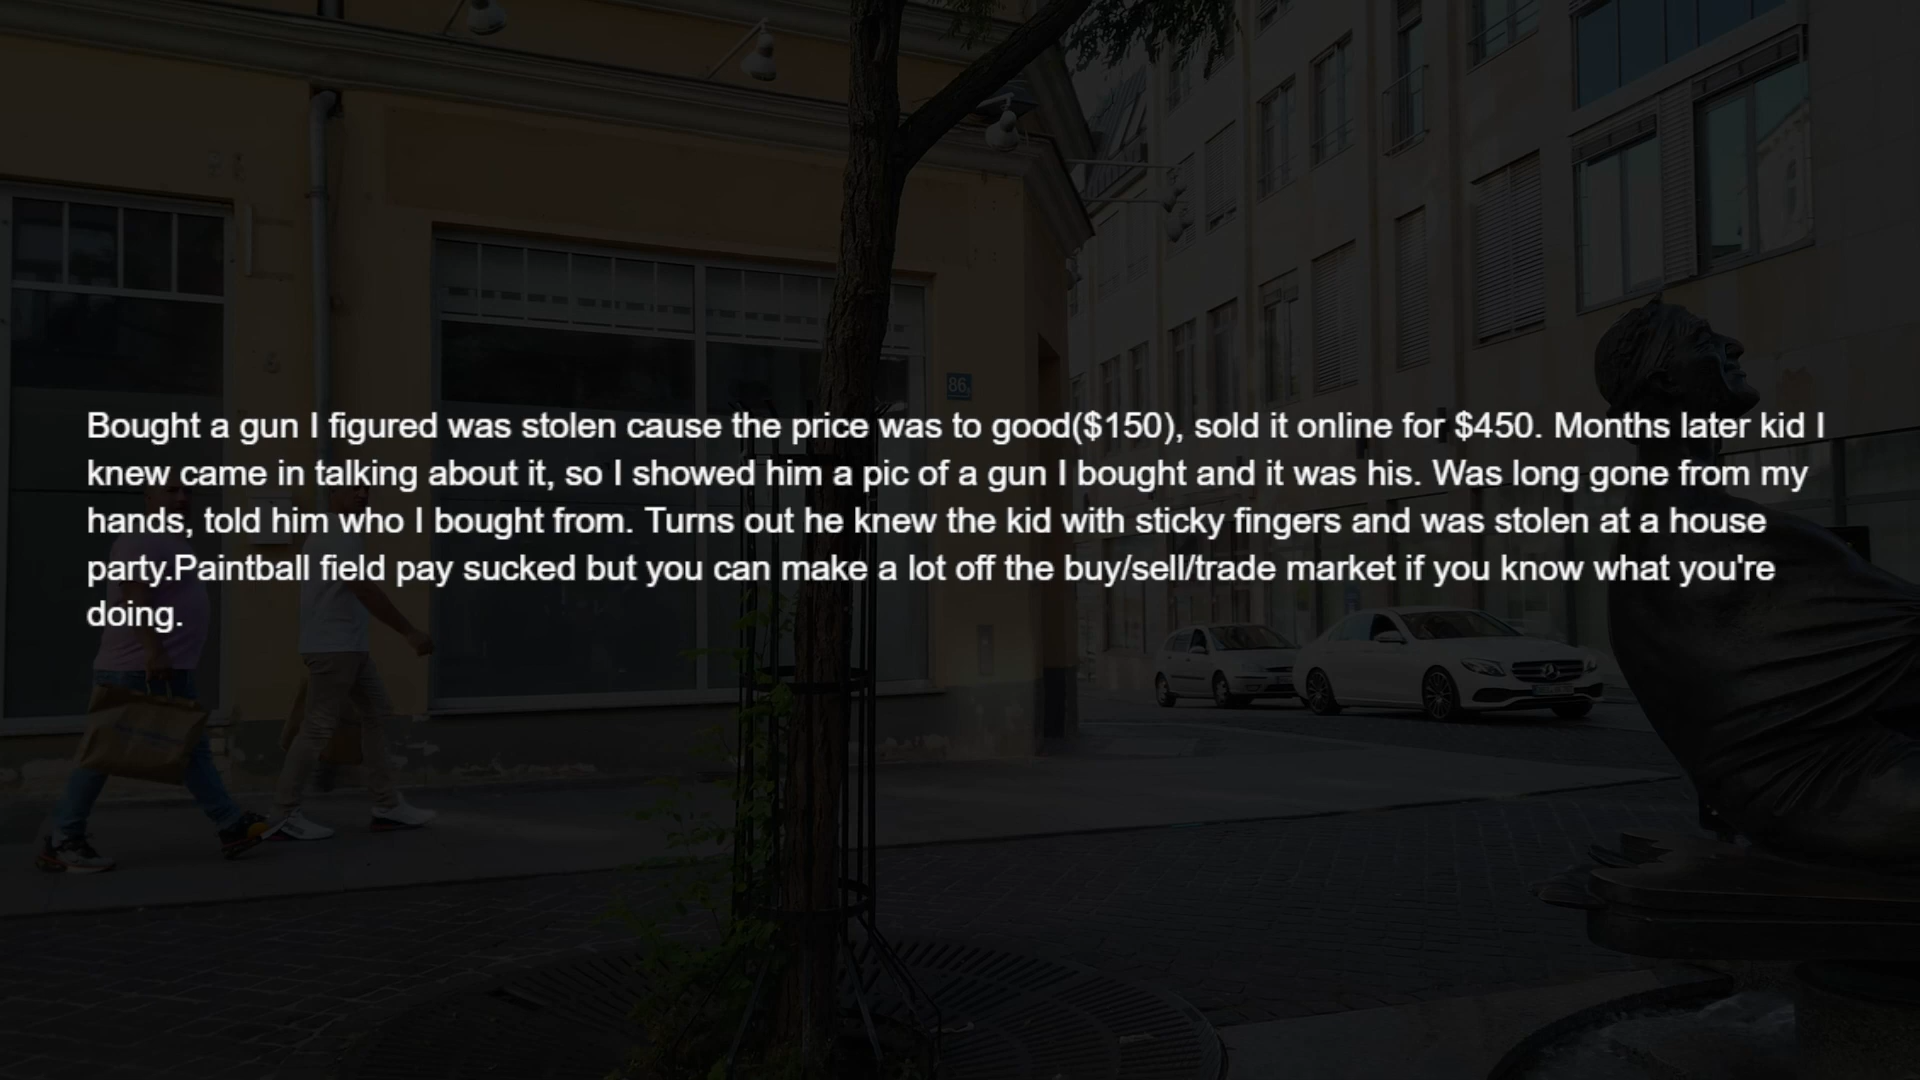 Bought a gun I figured was stolen cause the price was to good($150), sold it online for $450. Months later kid I
knew came in talking about it, so I showed him a pic of a gun I bought and it was his. Was long gone from my
hands, told him who I bought from. Turns out he knew the kid with sticky fingers and was stolen at a house
party.Paintball field pay sucked but you can make a lot off the buy/sell/trade market if you know what you're
doing.
86